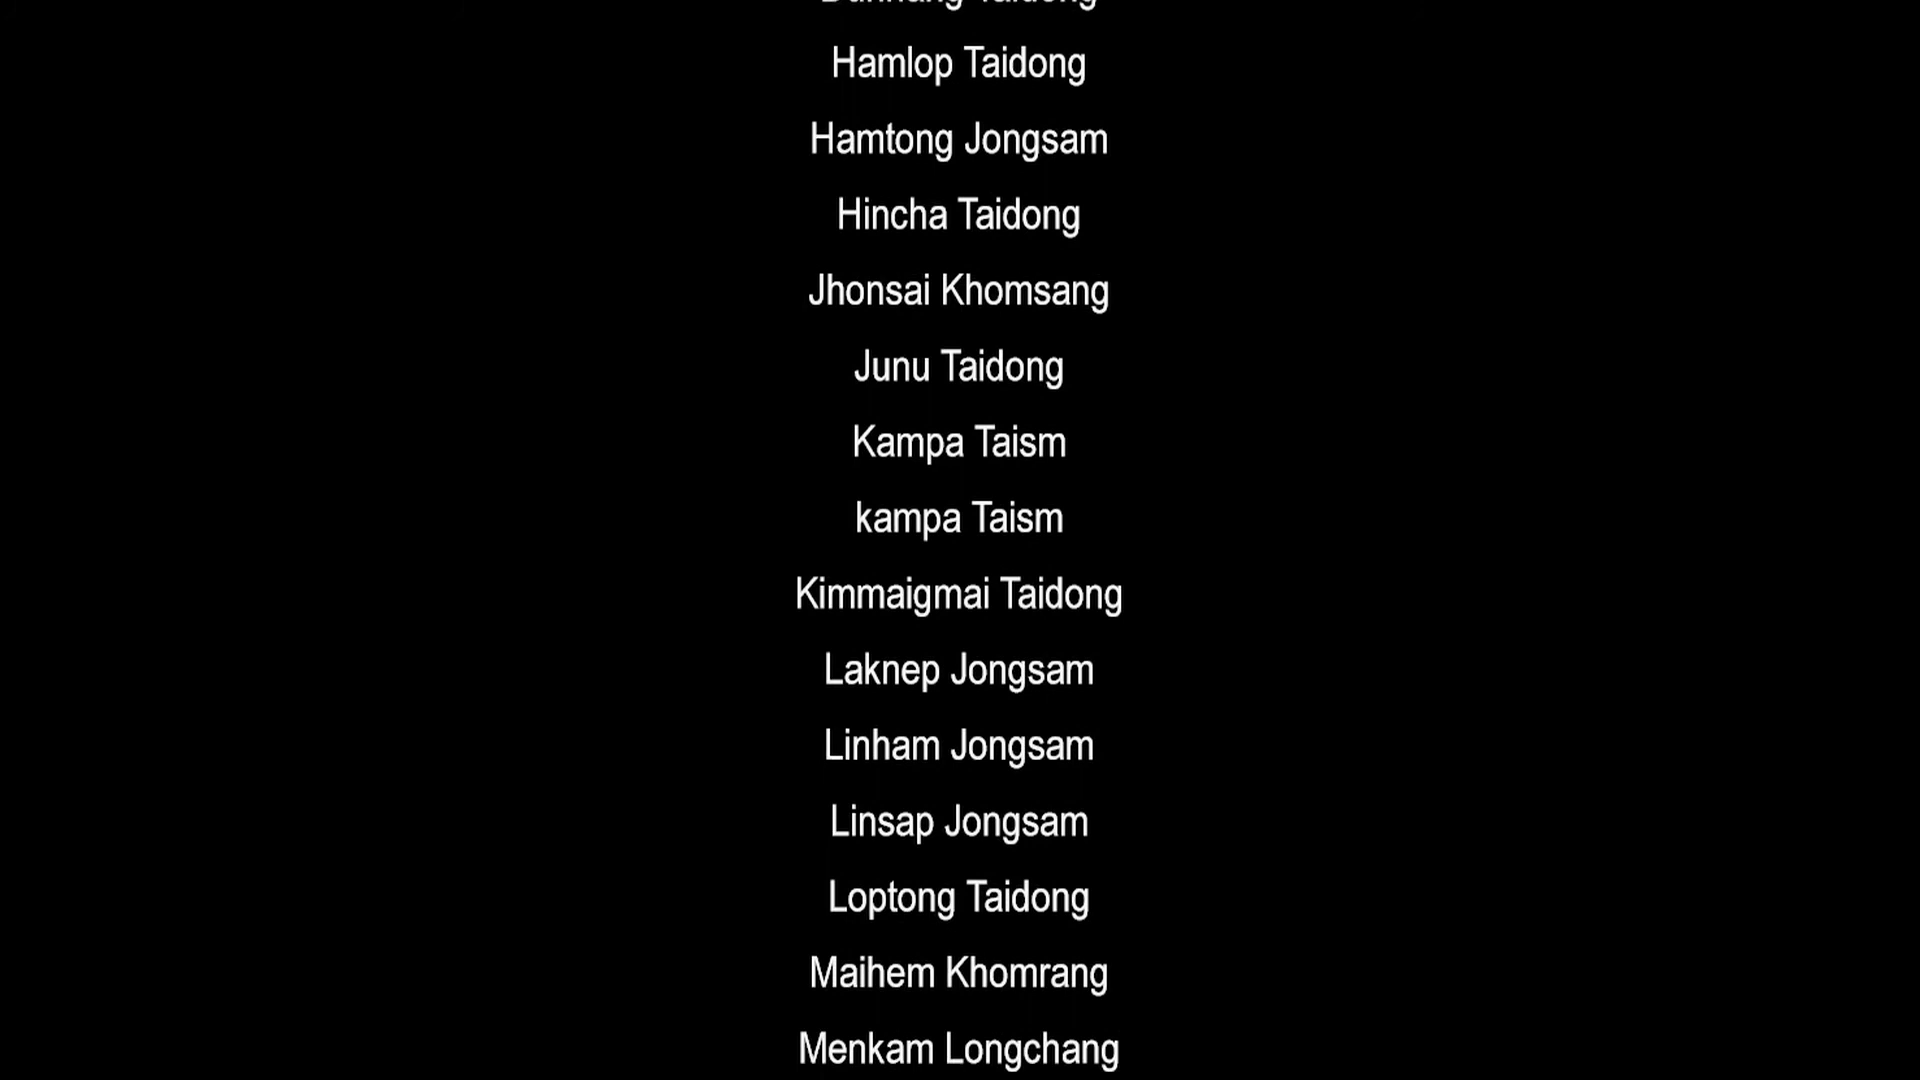 Taidong
Hamlop Taidong
Hamtong Jongsam
Hincha Taidong
Jhonsai Khomsang
Junu Taidong
Kampa Taism
kampa Taism
Kimmaigmai Taidong
Laknep Jongsam
Linham Jongsam
Linsap Jongsam
Loptong Taidong
Maihem Khomrang
Menkam Longchang